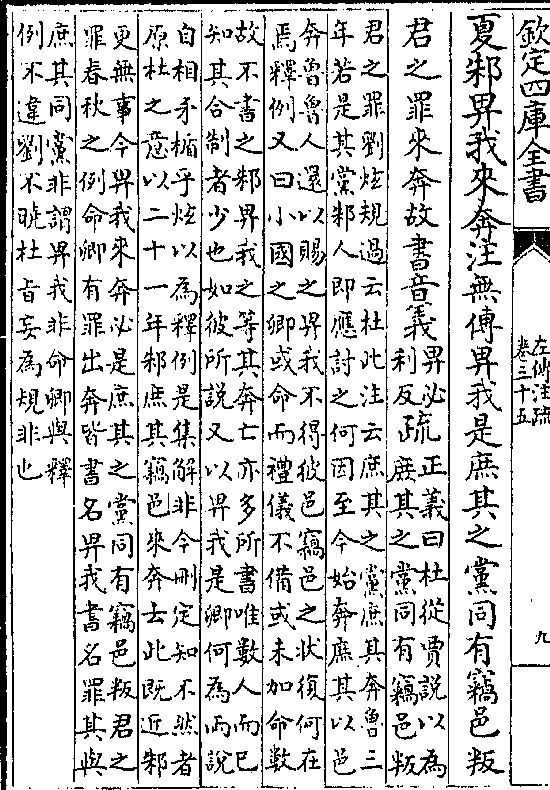 欽定四庫全書
左傳注疏
卷三十五
九
夏邾畀我來奔注無傳畀我是庶其之黨同有竊邑叛
君之罪來奔故書音義
畀必
利反
疏
正義曰杜從賈說以為
庶其之黨同有竊邑叛
君之罪劉炫規過云杜此注云庶其之黨庶其奔魯三
年若是其黨邾人即應討之何因至今始奔庶其以邑
奔魯魯人還以賜之畀我不得彼邑竊邑之狀復何在
焉釋例又曰小國之卿或命而禮儀不備或未加命數
故不書之邾畀我之等其奔亡亦多所書唯數人而已
知其合制者少也如彼所說又以畀我是卿何為兩說
自相矛楯乎炫以為釋例是集解非今刪定知不然者
原杜之意以二十一年邾庶其竊邑來奔去此既近邾
更無事今畀我來奔必是庶其之黨同有竊邑叛君之
罪春秋之例命卿有罪出奔皆書名畀我書名罪其與
庶其同黨非謂畀我非命卿與釋
例不違劉不曉杜旨妄為規非也